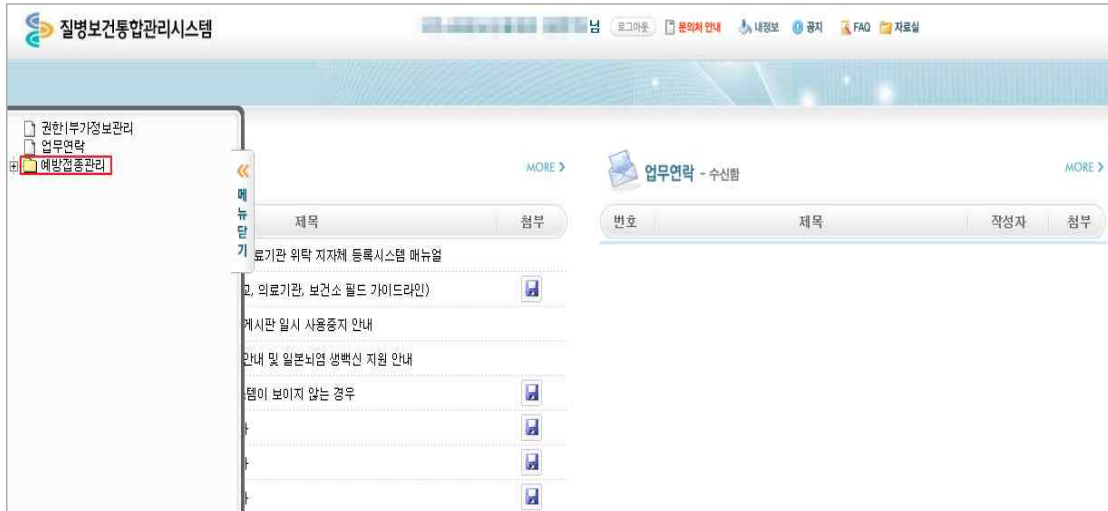 질병보건통합관리시스템
님 로그아웃 문의처 안내 내정보 공지 FAQ 자료실
권한|부가정보관리
업무연락
예방접종관리
메뉴닫기
MORE
업무연락 - 수신함
MORE
제목 첨부
번호 제목 작성자 첨부
료기관 위탁 지자체 등록시스템 매뉴얼
의료기관, 보건소 필드 가이드라인)
게시판 일시 사용중지 안내
안내 및 일본뇌염 생백신 지원 안내
템이 보이지 않는 경우